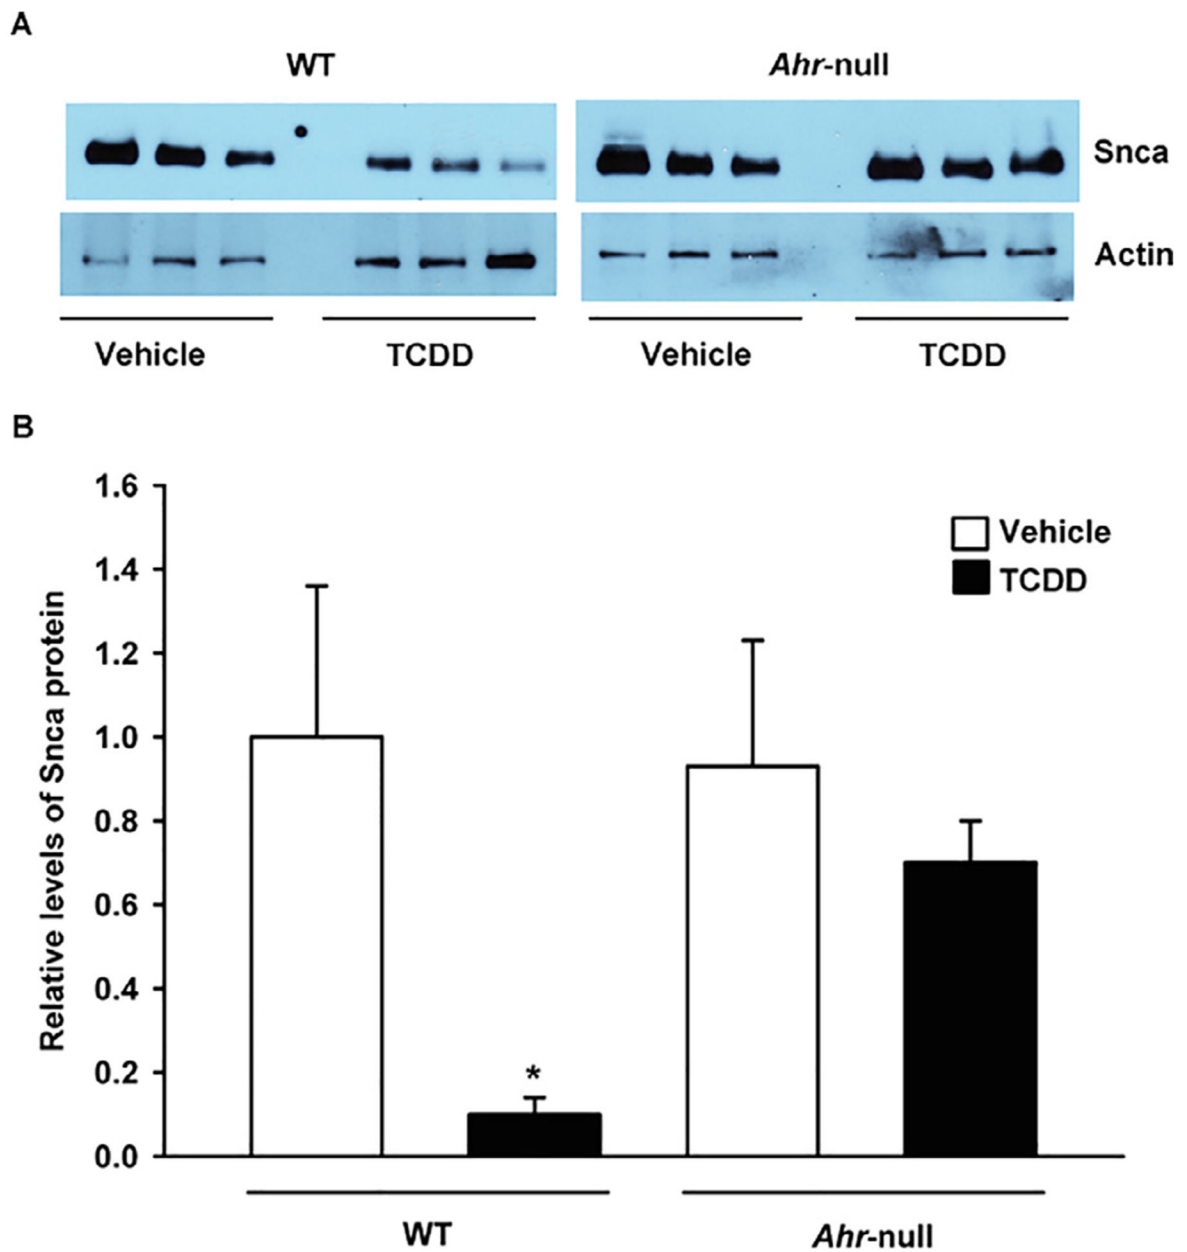 A
WT
Ahr-null
Snca
Actin
Vehicle
TCDD
Vehicle
TCDD
B
1.6
1.4
1.2
1.0
0.8
0.6
0.4
0.2
0.0
Relative levels of Snca protein
Vehicle
TCDD
*
WT
Ahr-null